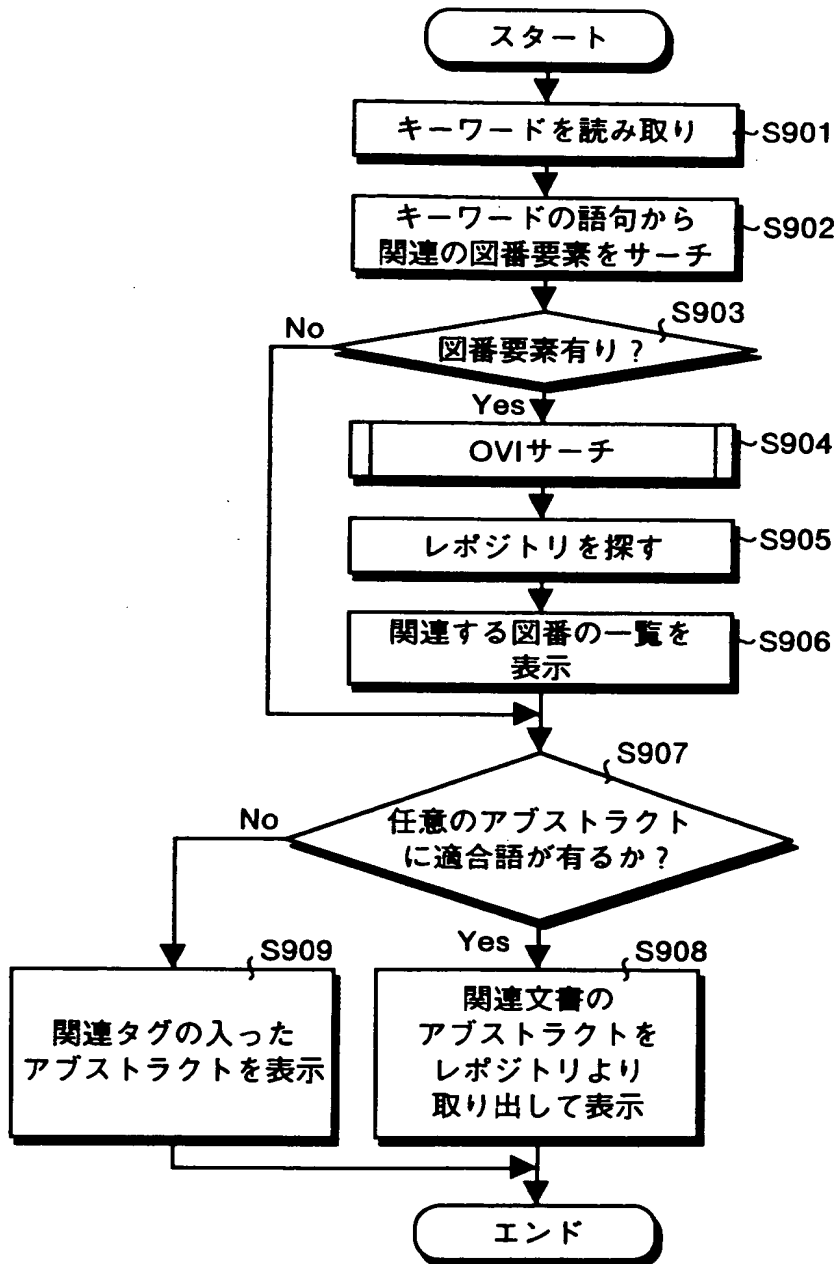 スタート
キーワードを読み取り
S901
キーワードの語句から
関連の図番要素をサーチ
S902
S903
No
図番要素有り?
Yes
OVIサーチ
S904
レポジトリを探す
S905
関連する図番の一覧を
表示
S906
S907
No
任意のアブストラクト
に適合語が有るか?
Yes
S909
S908
関連タグの入った
アブストラクトを表示
関連文書の
アブストラクトを
レポジトリより
取り出して表示
エンド